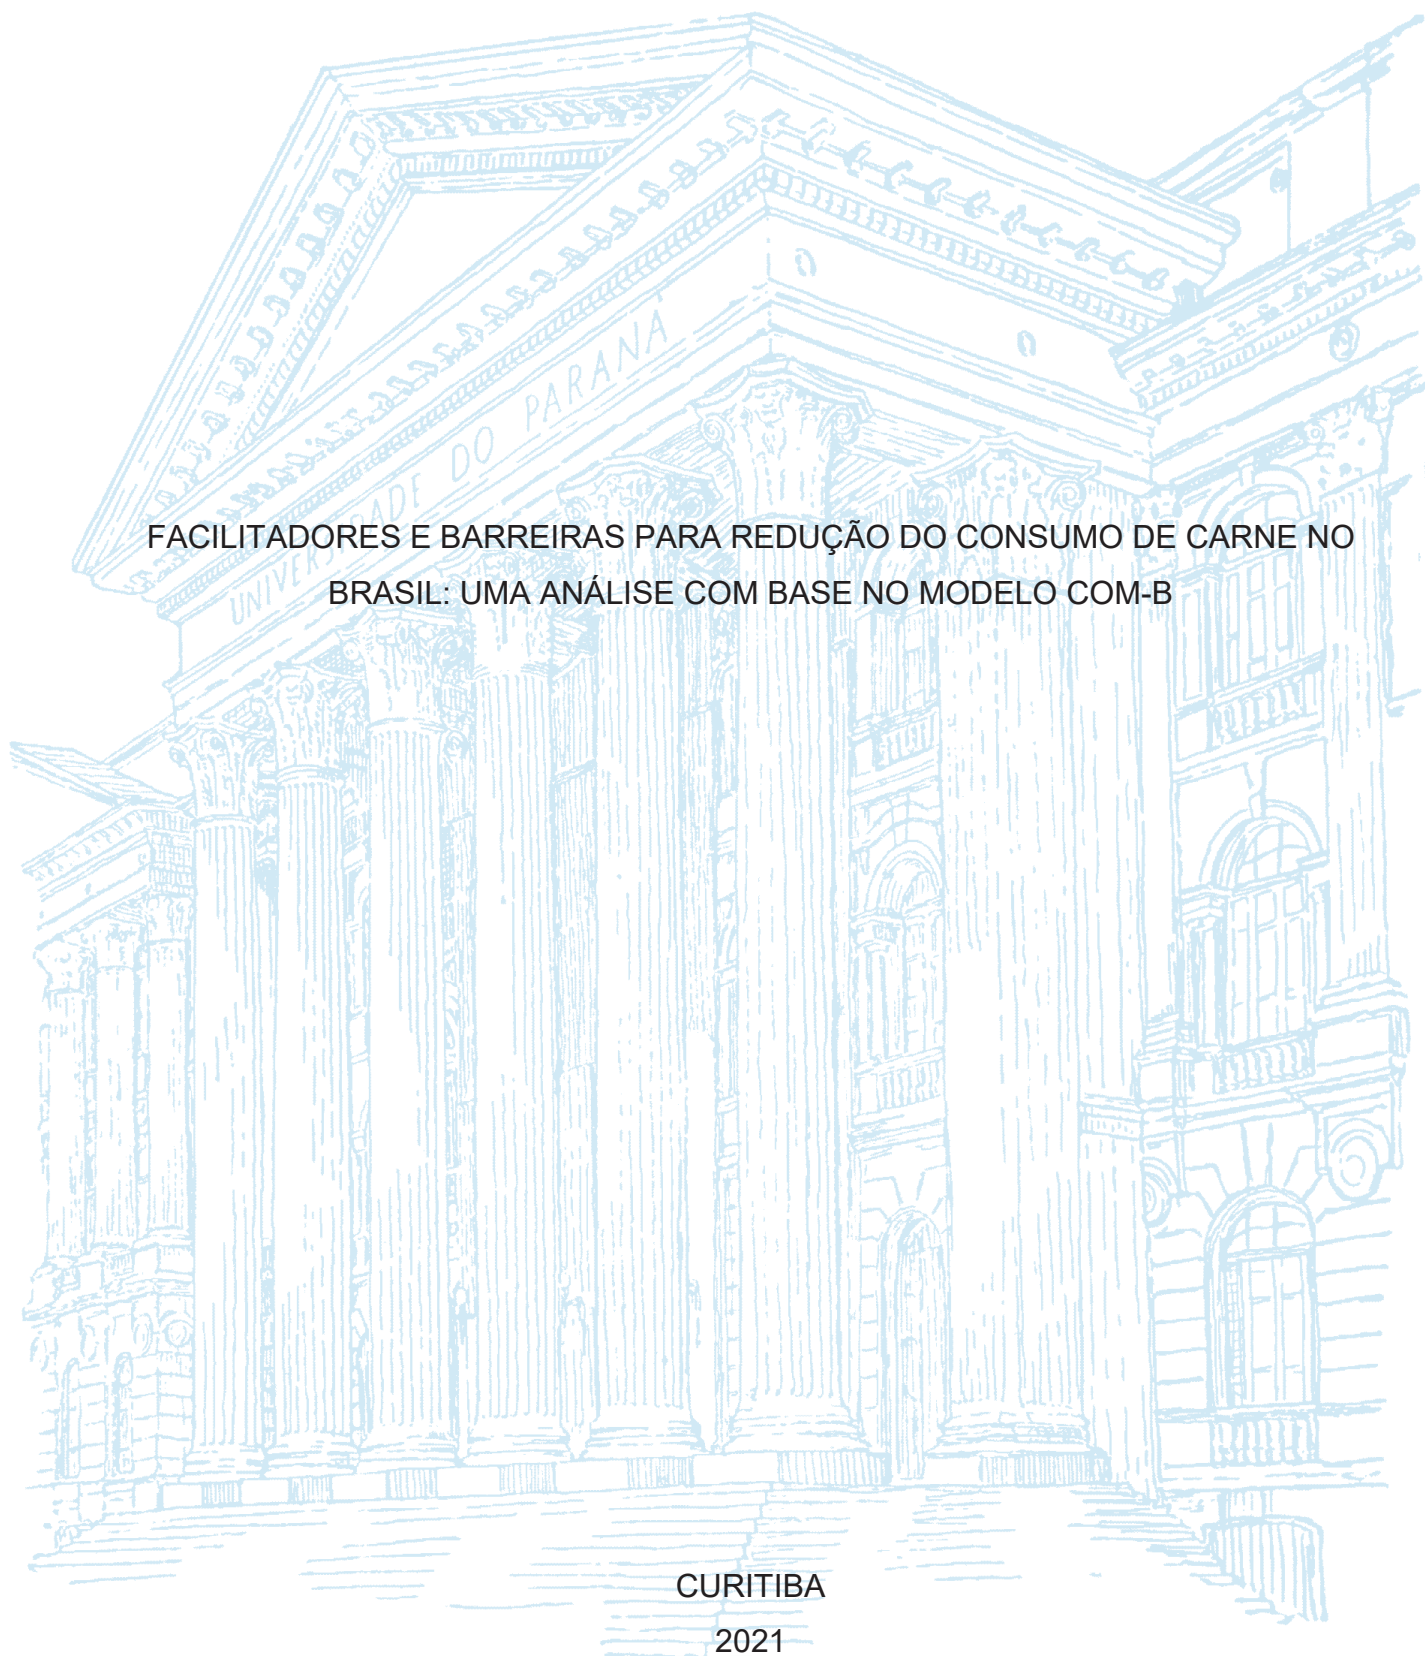 UNIVERSIDADE DO PARANÁ
FACILITADORES E BARREIRAS PARA REDUÇÃO DO CONSUMO DE CARNE NO
BRASIL: UMA ANÁLISE COM BASE NO MODELO COM-B
CURITIBA
2021